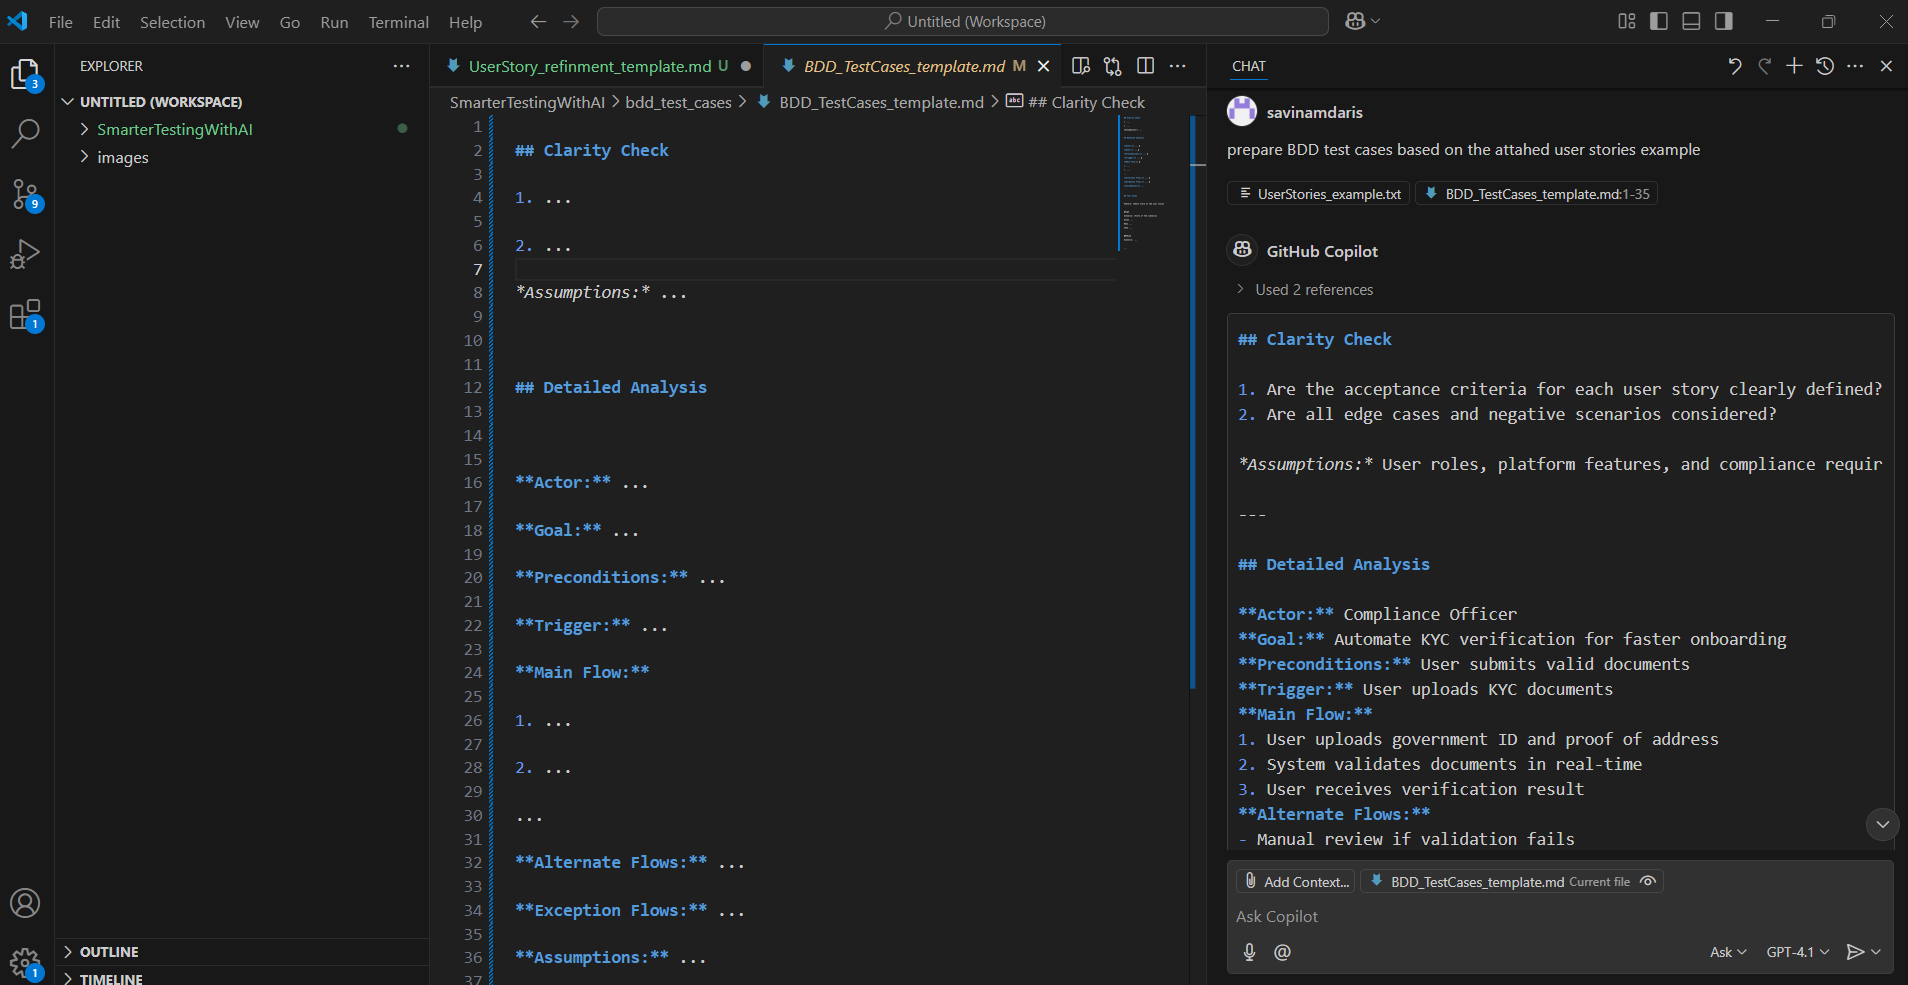 File Edit Selection View Go Run Terminal Help
Untitled (Workspace)
EXPLORER
UNTITLED (WORKSPACE)
SmarterTestingWithAI
images
3
9
1
OUTLINE
TIMELINE
1
UserStory_refinment_template.md U
BDD_TestCases_template.md M
SmarterTestingWithAI > bdd_test_cases > BDD_TestCases_template.md > abc ## Clarity Check
1
2 ## Clarity Check
3
4 1. ...
5
6 2. ...
7
8 *Assumptions:* ...
9
10
11
12 ## Detailed Analysis
13
14
15
16 **Actor:** ...
17
18 **Goal:** ...
19
20 **Preconditions:** ...
21
22 **Trigger:** ...
23
24 **Main Flow:**
25
26 1. ...
27
28 2. ...
29
30 ...
31
32 **Alternate Flows:** ...
33
34 **Exception Flows:** ...
35
36 **Assumptions:** ...
37
CHAT
savinamdaris
prepare BDD test cases based on the attahed user stories example
UserStories_example.txt
BDD_TestCases_template.md:1-35
GitHub Copilot
Used 2 references
## Clarity Check
1. Are the acceptance criteria for each user story clearly defined?
2. Are all edge cases and negative scenarios considered?
*Assumptions:* User roles, platform features, and compliance requir
---
## Detailed Analysis
**Actor:** Compliance Officer
**Goal:** Automate KYC verification for faster onboarding
**Preconditions:** User submits valid documents
**Trigger:** User uploads KYC documents
**Main Flow:**
1. User uploads government ID and proof of address
2. System validates documents in real-time
3. User receives verification result
**Alternate Flows:**
- Manual review if validation fails
Add Context...
BDD_TestCases_template.md Current file
Ask Copilot
@
Ask
GPT-4.1